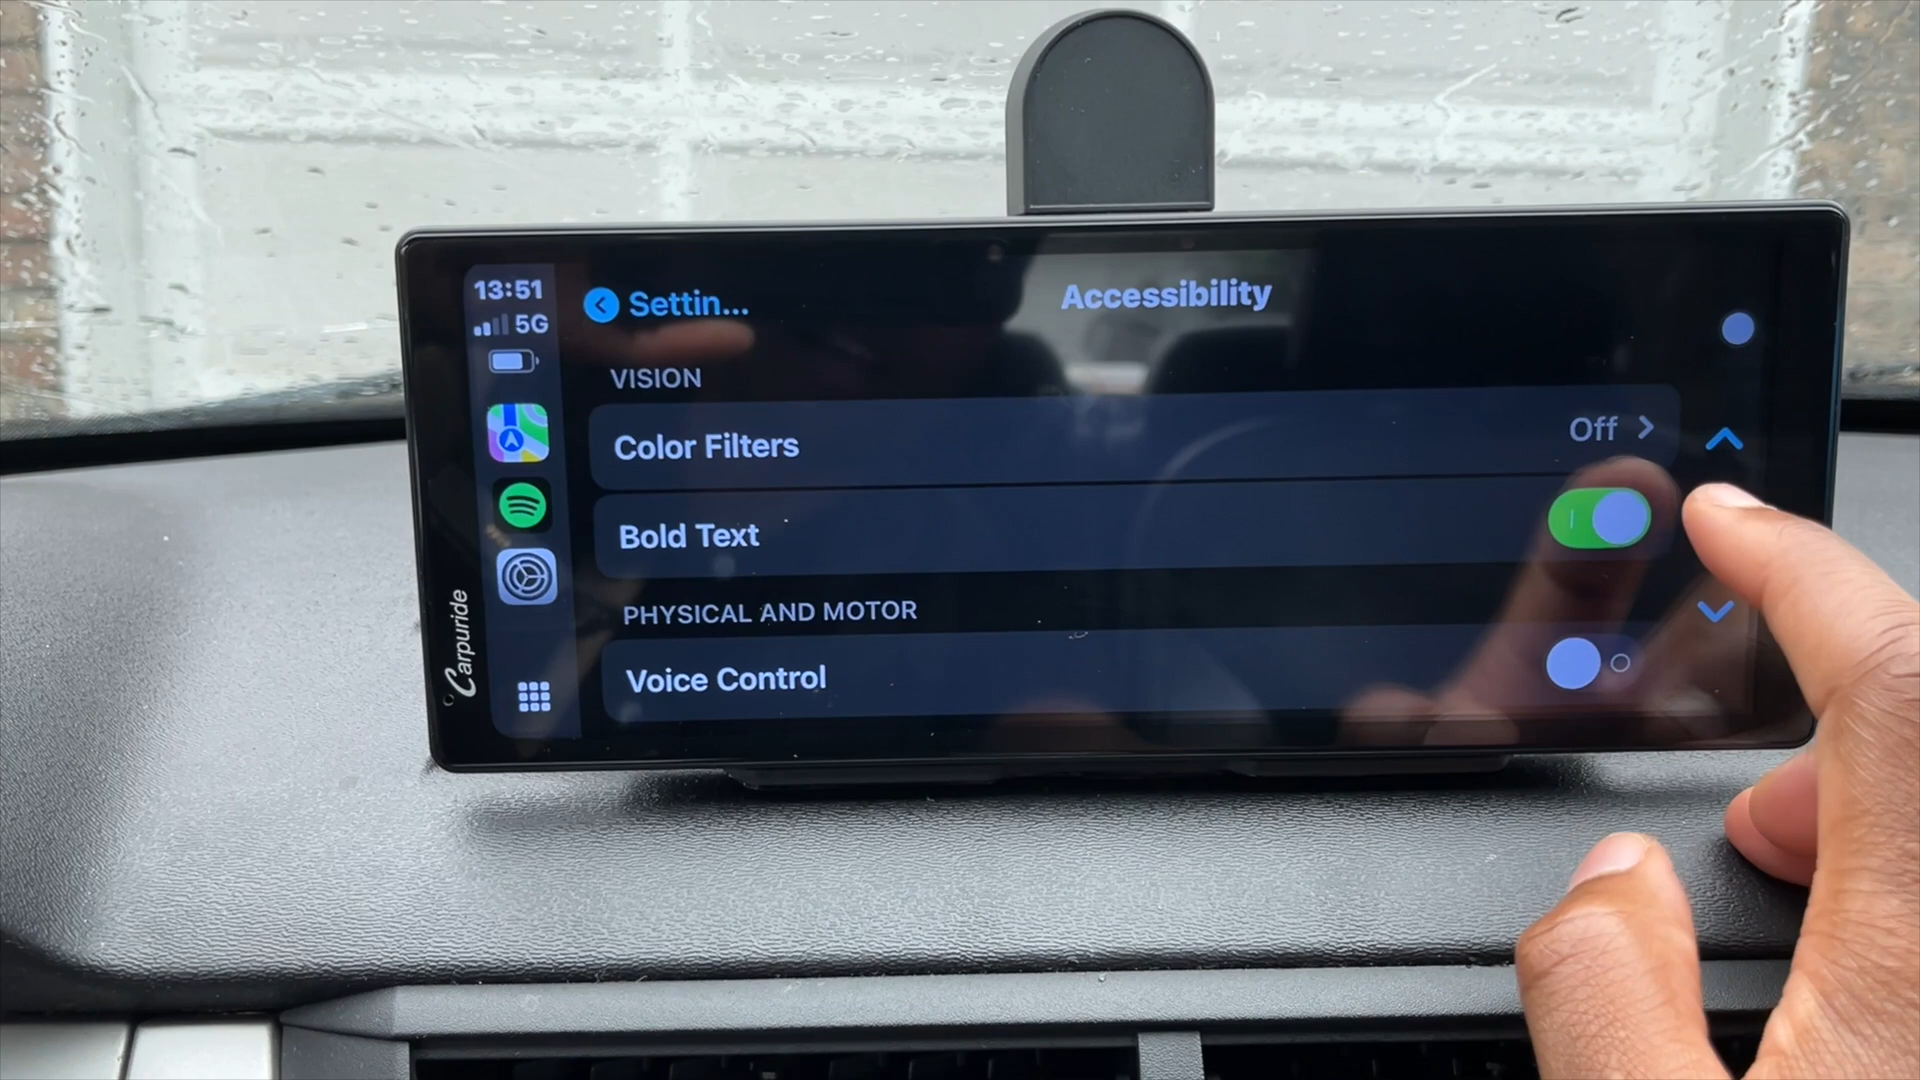 13:51
5G
Settin...
Accessibility
VISION
Color Filters
Off
Bold Text
PHYSICAL AND MOTOR
Voice Control
Carpuride